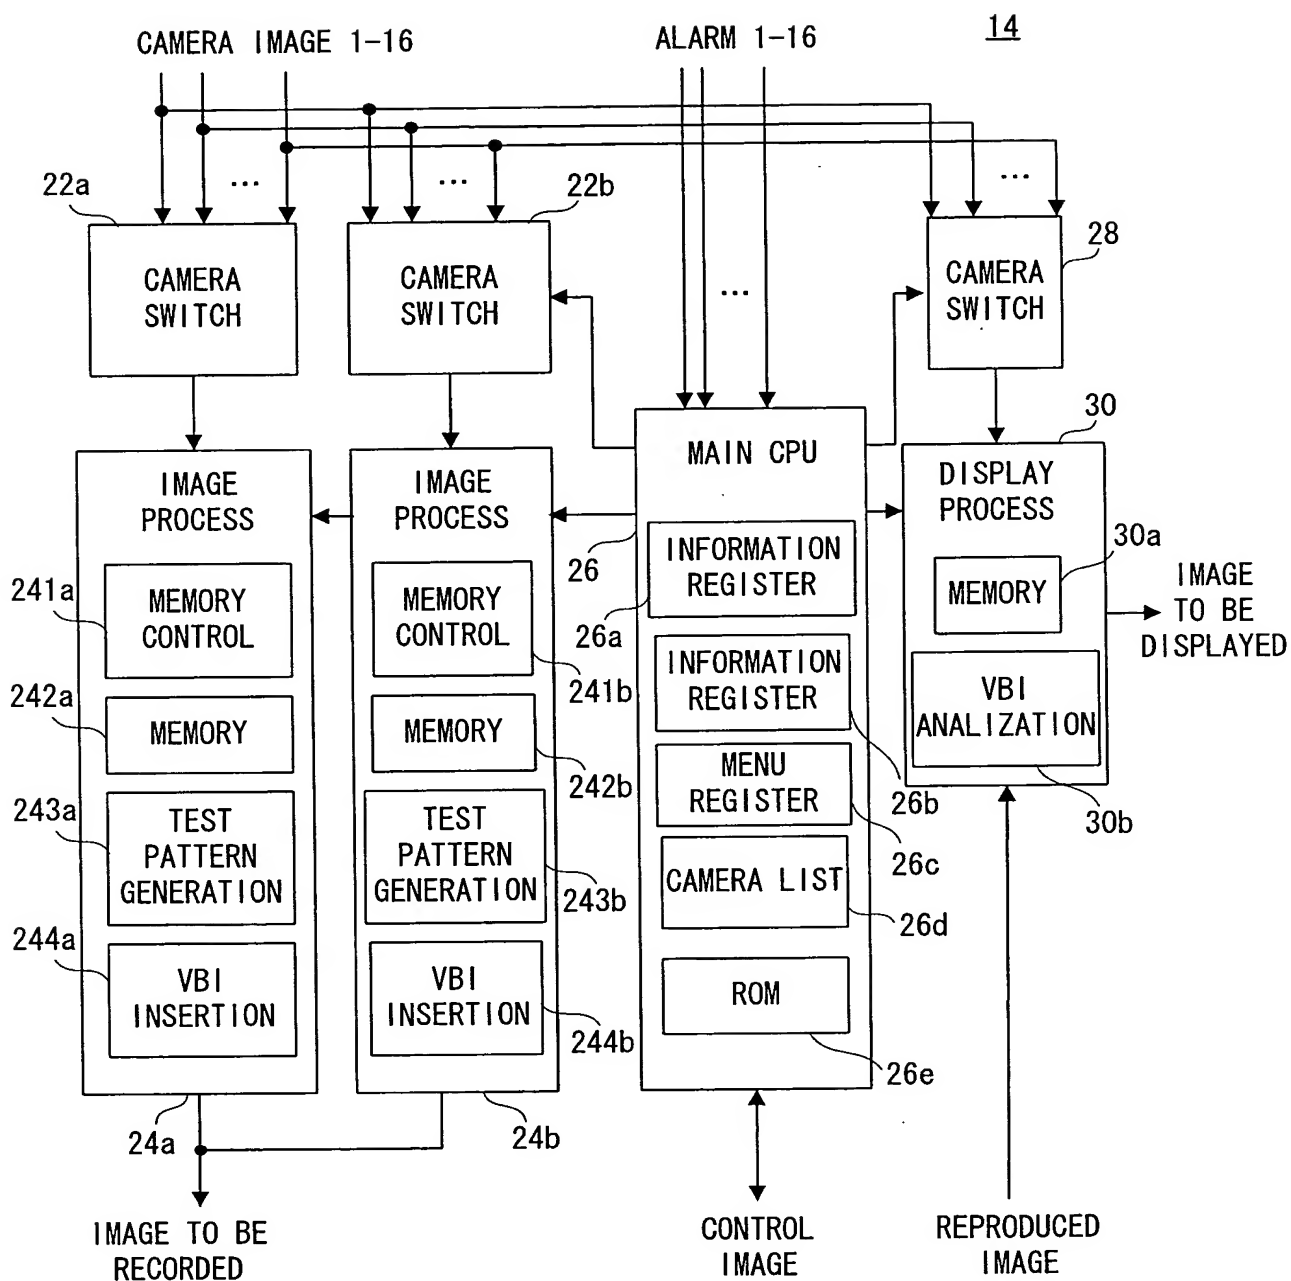 14
CAMERA IMAGE 1-16
ALARM 1-16
22a
...
...
22b
...
...
28
CAMERA
SWITCH
CAMERA
SWITCH
CAMERA
SWITCH
30
IMAGE
PROCESS
IMAGE
PROCESS
MAIN CPU
DISPLAY
PROCESS
26
INFORMATION
REGISTER
26a
30a
MEMORY
IMAGE
TO BE
DISPLAYED
241a
MEMORY
CONTROL
MEMORY
CONTROL
241b
INFORMATION
REGISTER
26b
VBI
ANALIZATION
30b
242a
MEMORY
MEMORY
242b
MENU
REGISTER
26c
243a
TEST
PATTERN
GENERATION
TEST
PATTERN
GENERATION
243b
CAMERA LIST
26d
244a
VBI
INSERTION
VBI
INSERTION
244b
ROM
26e
24a
24b
IMAGE TO BE
RECORDED
CONTROL
IMAGE
REPRODUCED
IMAGE